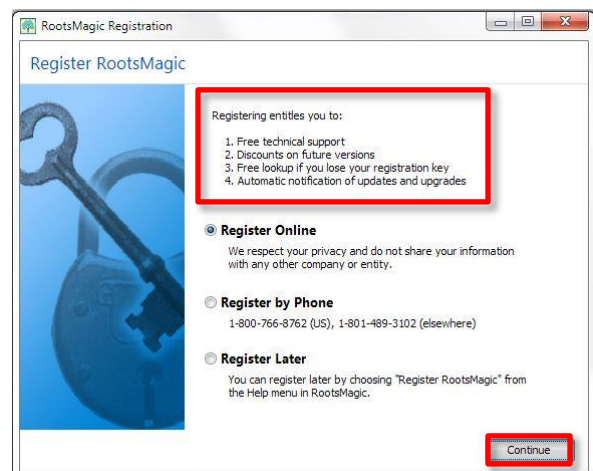 RootsMagic Registration
Register RootsMagic
Registering entitles you to:
1. Free technical support
2. Discounts on future versions
3. Free lookup if you lose your registration key
4. Automatic notification of updates and upgrades
Register Online
We respect your privacy and do not share your information
with any other company or entity.
Register by Phone
1-800-766-8762 (US), 1-801-489-3102 (elsewhere)
Register Later
You can register later by choosing "Register RootsMagic" from
the Help menu in RootsMagic.
Continue